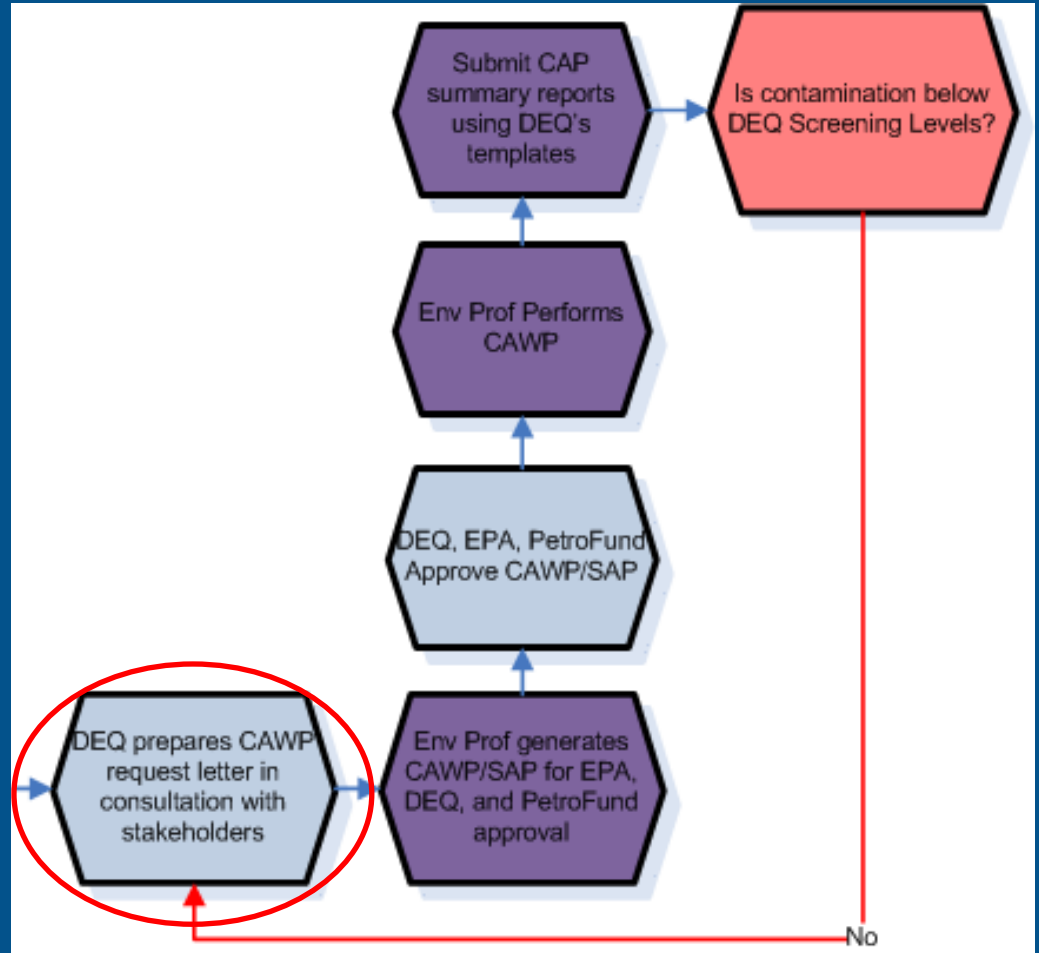 Submit CAP
summary reports
using DEQ's
templates
Is contamination below
DEQ Screening Levels?
Env Prof Performs
CAWP
DEQ, EPA, PetroFund
Approve CAWP/SAP
DEQ prepares CAWP
request letter in
consultation with
stakeholders
Env Prof generates
CAWP/SAP for EPA,
DEQ, and PetroFund
approval
No